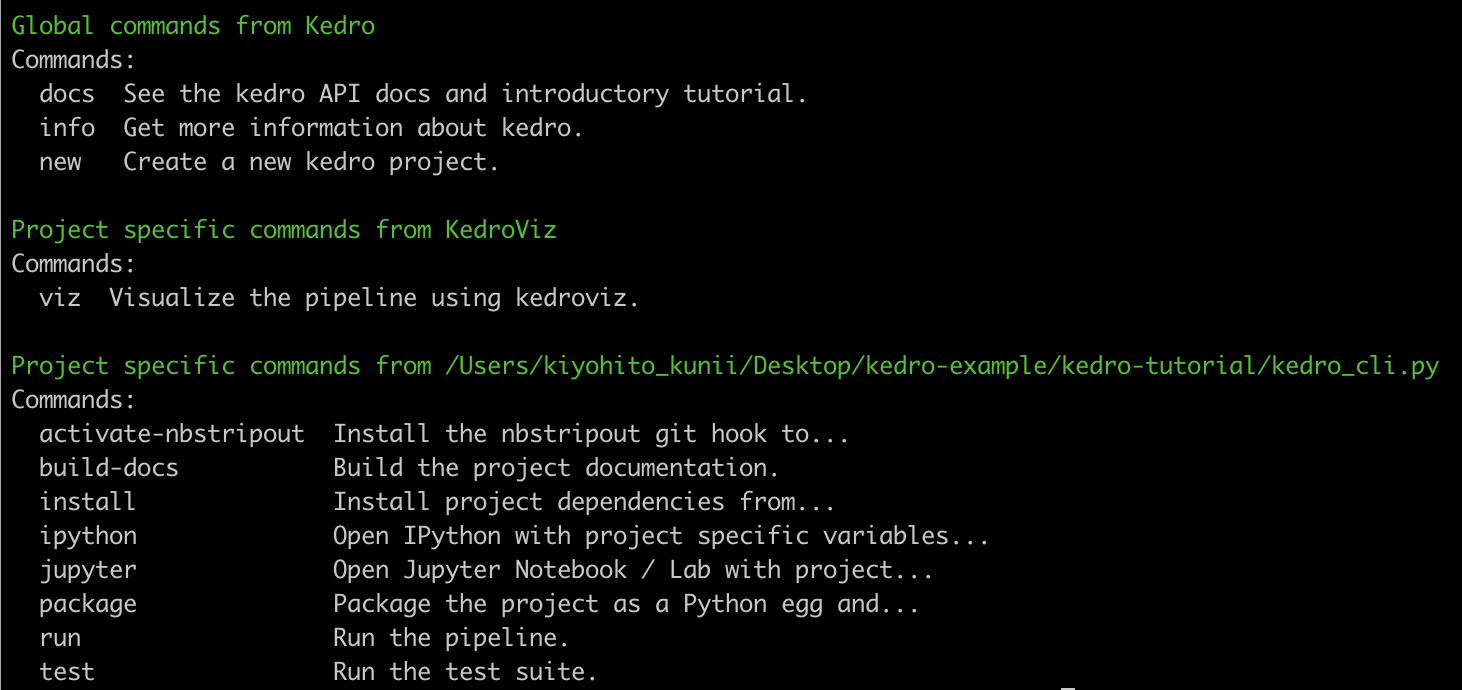 Global commands from Kedro
Commands:
  docs  See the kedro API docs and introductory tutorial.
  info  Get more information about kedro.
  new   Create a new kedro project.

Project specific commands from KedroViz
Commands:
  viz  Visualize the pipeline using kedroviz.

Project specific commands from /Users/kiyohito_kunii/Desktop/kedro-example/kedro-tutorial/kedro_cli.py
Commands:
  activate-nbstripout  Install the nbstripout git hook to...
  build-docs           Build the project documentation.
  install              Install project dependencies from...
  ipython              Open IPython with project specific variables...
  jupyter              Open Jupyter Notebook / Lab with project...
  package              Package the project as a Python egg and...
  run                  Run the pipeline.
  test                 Run the test suite.